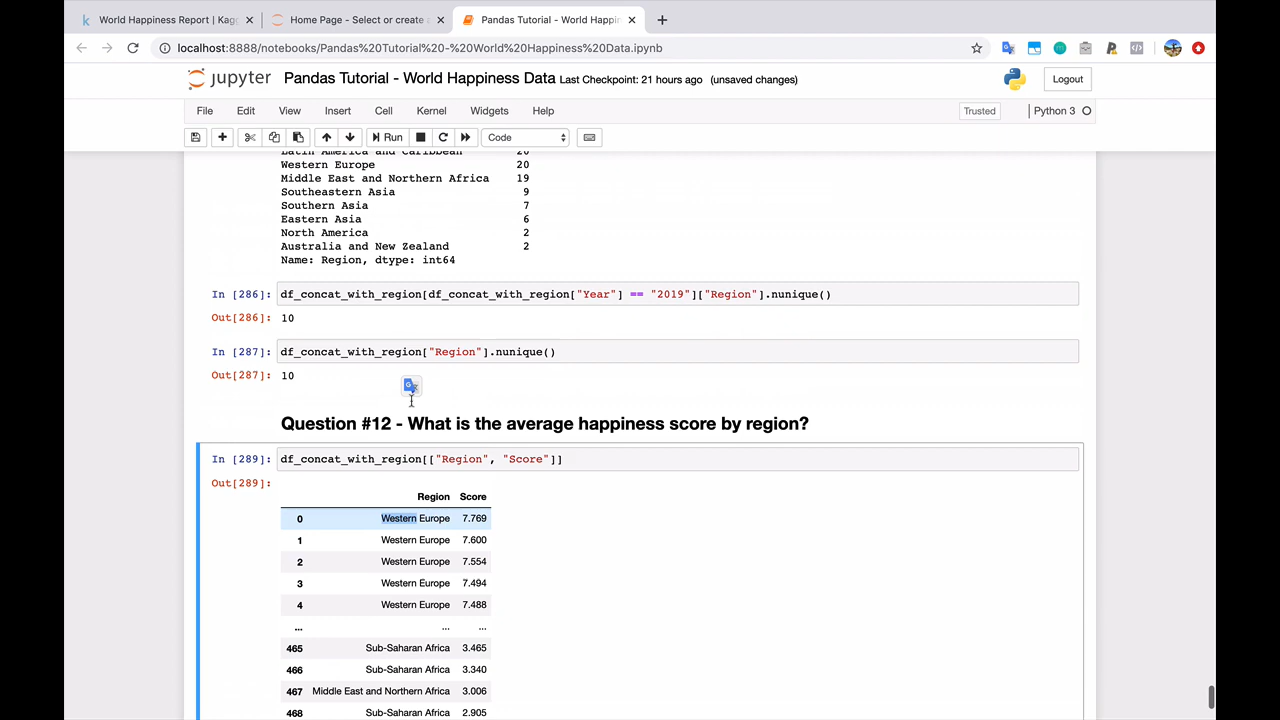 World Happiness Report | Kagg
Home Page - Select or create a
Pandas Tutorial - World Happin
localhost:8888/notebooks/Pandas%20Tutorial%20-%20World%20Happiness%20Data.ipynb
jupyter Pandas Tutorial - World Happiness Data Last Checkpoint: 21 hours ago (unsaved changes)
Logout
File Edit View Insert Cell Kernel Widgets Help
Trusted
Python 3
Run
Code
Latin America and Caribbean 20
Western Europe 20
Middle East and Northern Africa 19
Southeastern Asia 9
Southern Asia 7
Eastern Asia 6
North America 2
Australia and New Zealand 2
Name: Region, dtype: int64
In [286]: df_concat_with_region[df_concat_with_region["Year"] == "2019"]["Region"].nunique()
Out[286]: 10
In [287]: df_concat_with_region["Region"].nunique()
Out[287]: 10
Question #12 - What is the average happiness score by region?
In [289]: df_concat_with_region[["Region", "Score"]]
Out[289]:
Region Score
0 Western Europe 7.769
1 Western Europe 7.600
2 Western Europe 7.554
3 Western Europe 7.494
4 Western Europe 7.488
... ... ...
465 Sub-Saharan Africa 3.465
466 Sub-Saharan Africa 3.340
467 Middle East and Northern Africa 3.006
468 Sub-Saharan Africa 2.905